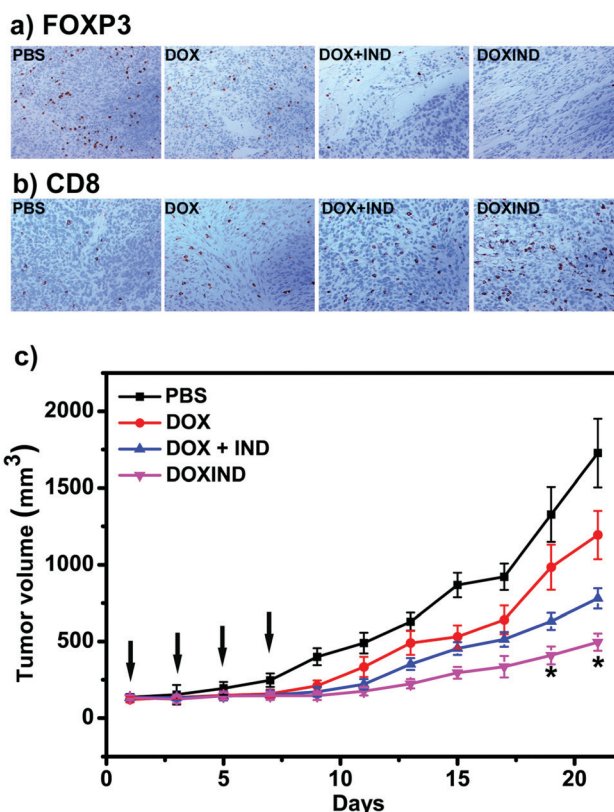 a) FOXP3
PBS DOX DOX+IND DOXIND
b) CD8
PBS DOX DOX+IND DOXIND
c)
PBS
DOX
DOX + IND
DOXIND
2000
1500
1000
500
0
Tumor volume (mm³)
* *
0 5 10 15 20
Days